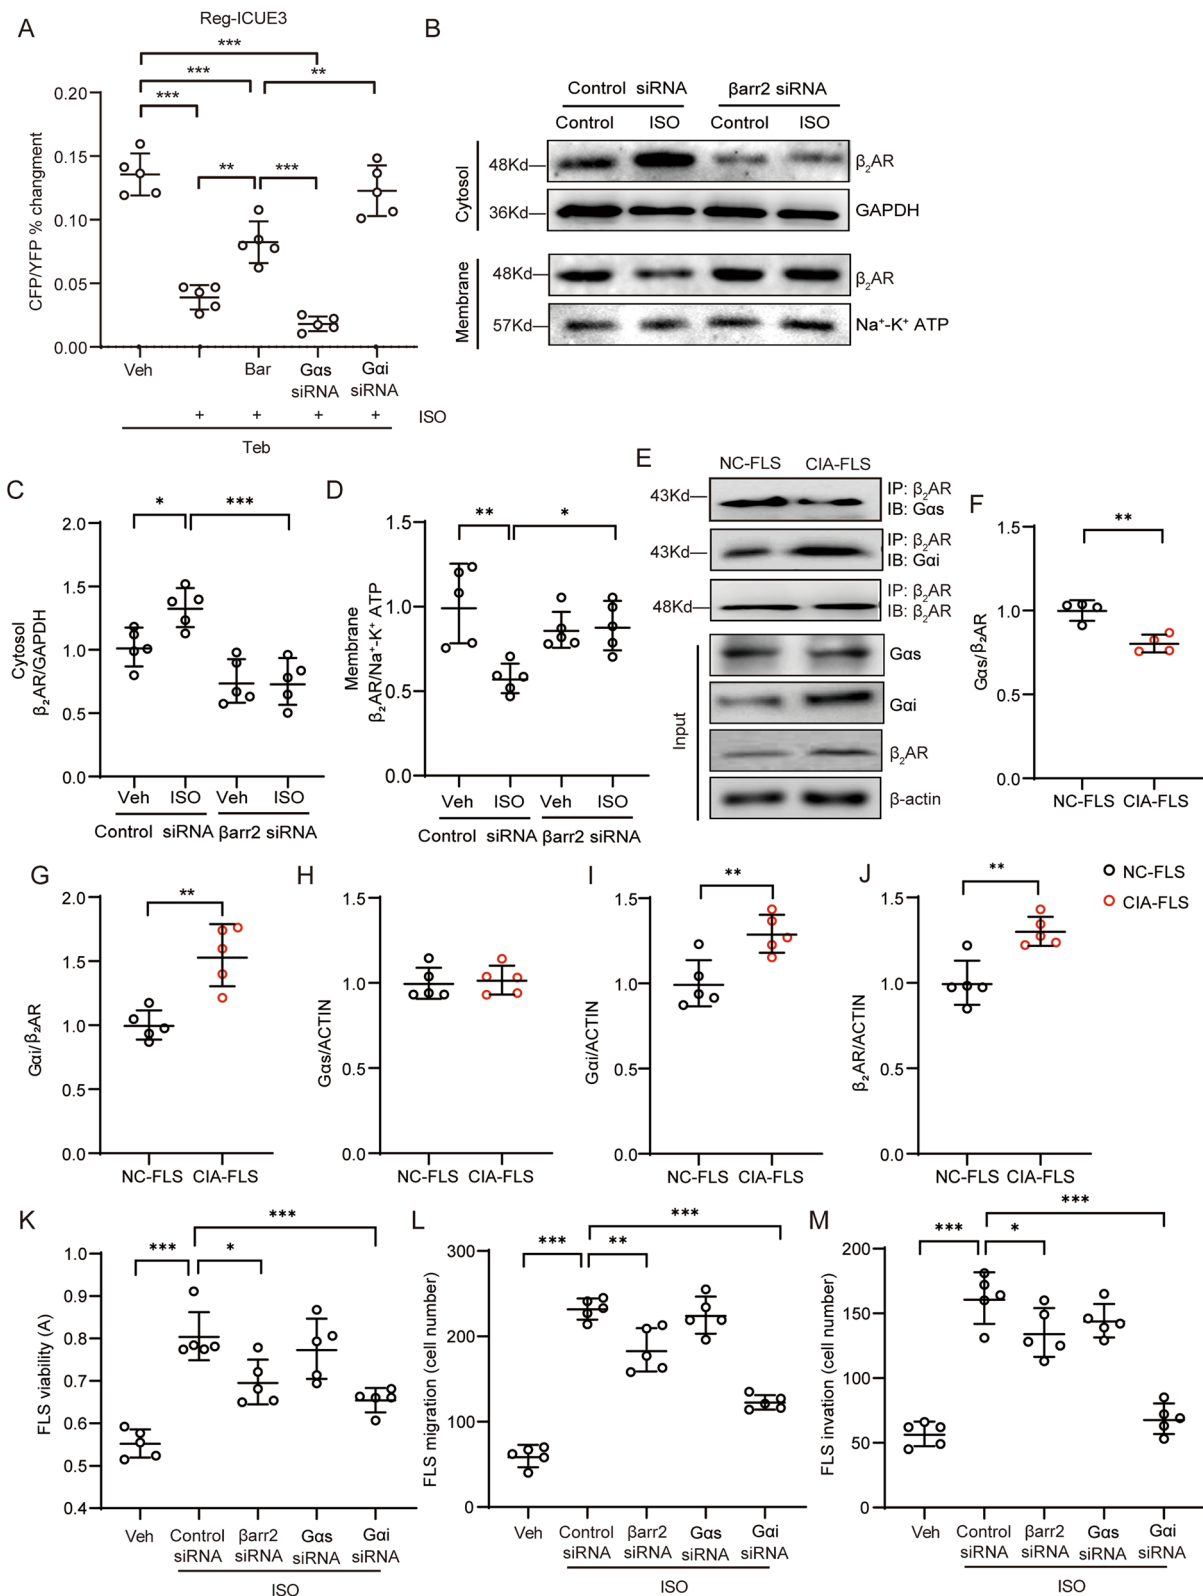 A
Reg-ICUE3
***
***
**
***
**
***
CFP/YFP % changment
0.20
0.15
0.10
0.05
0.00
Veh
Bar
Gαs siRNA
Gαi siRNA
+ + + + ISO
Teb
B
Control siRNA
βarr2 siRNA
Control ISO Control ISO
Cytosol
48Kd
β₂AR
36Kd
GAPDH
Membrane
48Kd
β₂AR
57Kd
Na⁺-K⁺ ATP
C
* ***
Cytosol
β₂AR/GAPDH
2.0
1.5
1.0
0.5
0.0
Veh ISO Veh ISO
Control siRNA βarr2 siRNA
D
** *
Membrane
β₂AR/Na⁺-K⁺ ATP
1.5
1.0
0.5
0.0
Veh ISO Veh ISO
Control siRNA βarr2 siRNA
E
NC-FLS CIA-FLS
43Kd
IP: β₂AR
IB: Gαs
43Kd
IP: β₂AR
IB: Gαi
48Kd
IP: β₂AR
IB: β₂AR
Input
Gαs
Gαi
β₂AR
β-actin
F
**
Gαs/β₂AR
1.5
1.0
0.5
0.0
NC-FLS CIA-FLS
G
**
Gαi/β₂AR
2.0
1.5
1.0
0.5
0.0
NC-FLS CIA-FLS
H
Gαs/ACTIN
1.5
1.0
0.5
0.0
NC-FLS CIA-FLS
I
**
Gαi/ACTIN
1.5
1.0
0.5
0.0
NC-FLS CIA-FLS
J
**
β₂AR/ACTIN
1.5
1.0
0.5
0.0
NC-FLS CIA-FLS
NC-FLS
CIA-FLS
K
***
*** *
FLS viability (A)
1.0
0.9
0.8
0.7
0.6
0.5
0.4
Veh
Control siRNA
βarr2 siRNA
Gαs siRNA
Gαi siRNA
ISO
L
***
*** **
FLS migration (cell number)
300
200
100
0
Veh
Control siRNA
βarr2 siRNA
Gαs siRNA
Gαi siRNA
ISO
M
***
*** *
FLS invation (cell number)
200
150
100
50
0
Veh
Control siRNA
βarr2 siRNA
Gαs siRNA
Gαi siRNA
ISO